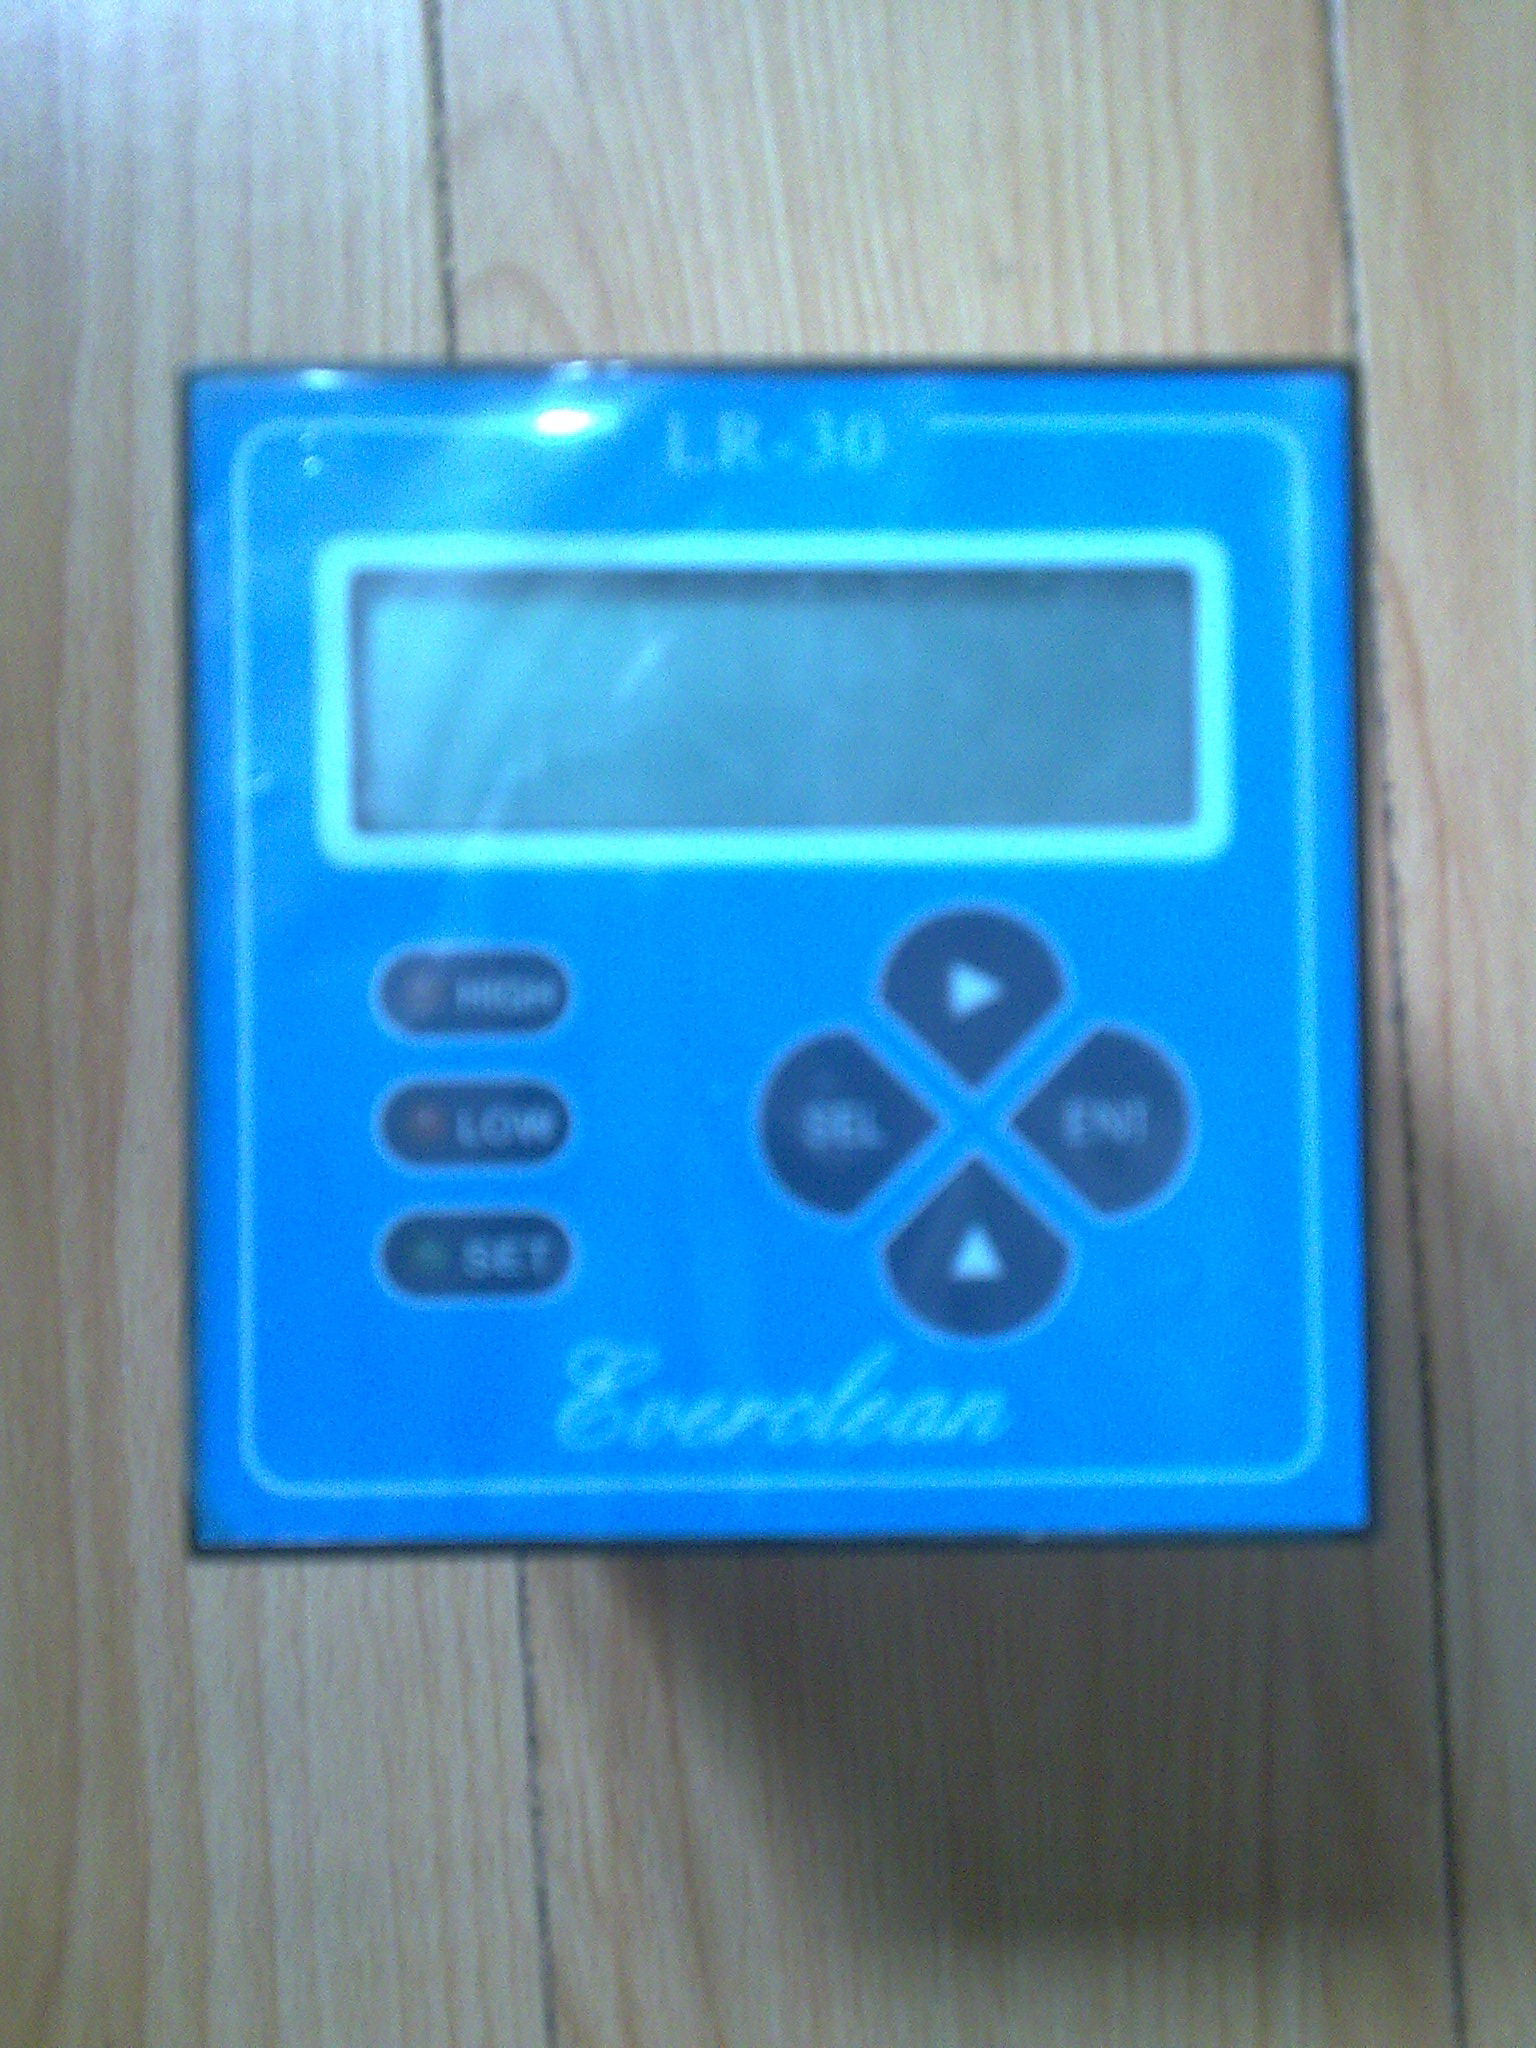 LR-30
HIGH
LOW
SEL
ENT
SET
Everclean